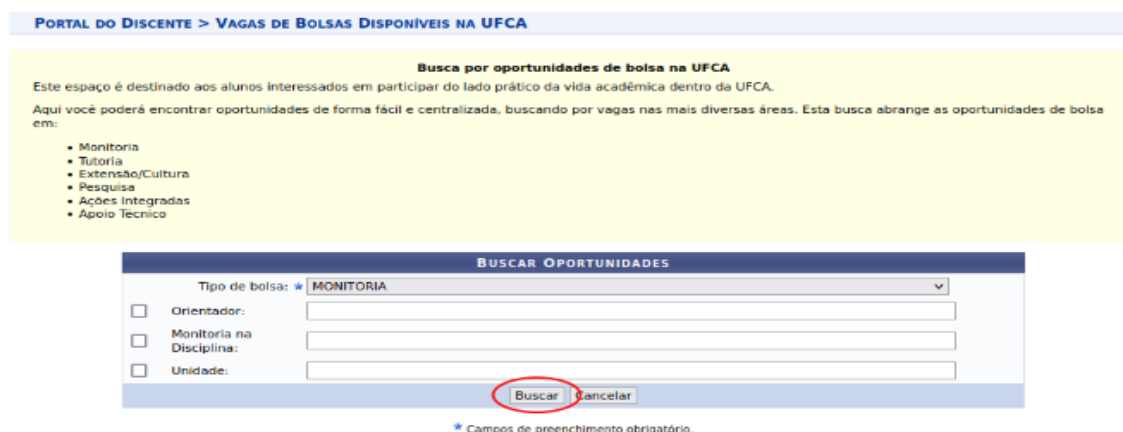 PORTAL DO DISCENTE > VAGAS DE BOLSAS DISPONÍVEIS NA UFCA
Busca por oportunidades de bolsa na UFCA
Este espaço é destinado aos alunos interessados em participar do lado prático da vida acadêmica dentro da UFCA.
Aqui você poderá encontrar oportunidades de forma fácil e centralizada, buscando por vagas nas mais diversas áreas. Esta busca abrange as oportunidades de bolsa
em:
• Monitoria
• Tutoria
• Extensão/Cultura
• Pesquisa
• Ações Integradas
• Apoio Técnico
BUSCAR OPORTUNIDADES
Tipo de bolsa: ★ MONITORIA
Orientador:
Monitoria na
Disciplina:
Unidade:
Buscar Cancelar
★ Campos de preenchimento obrigatório.